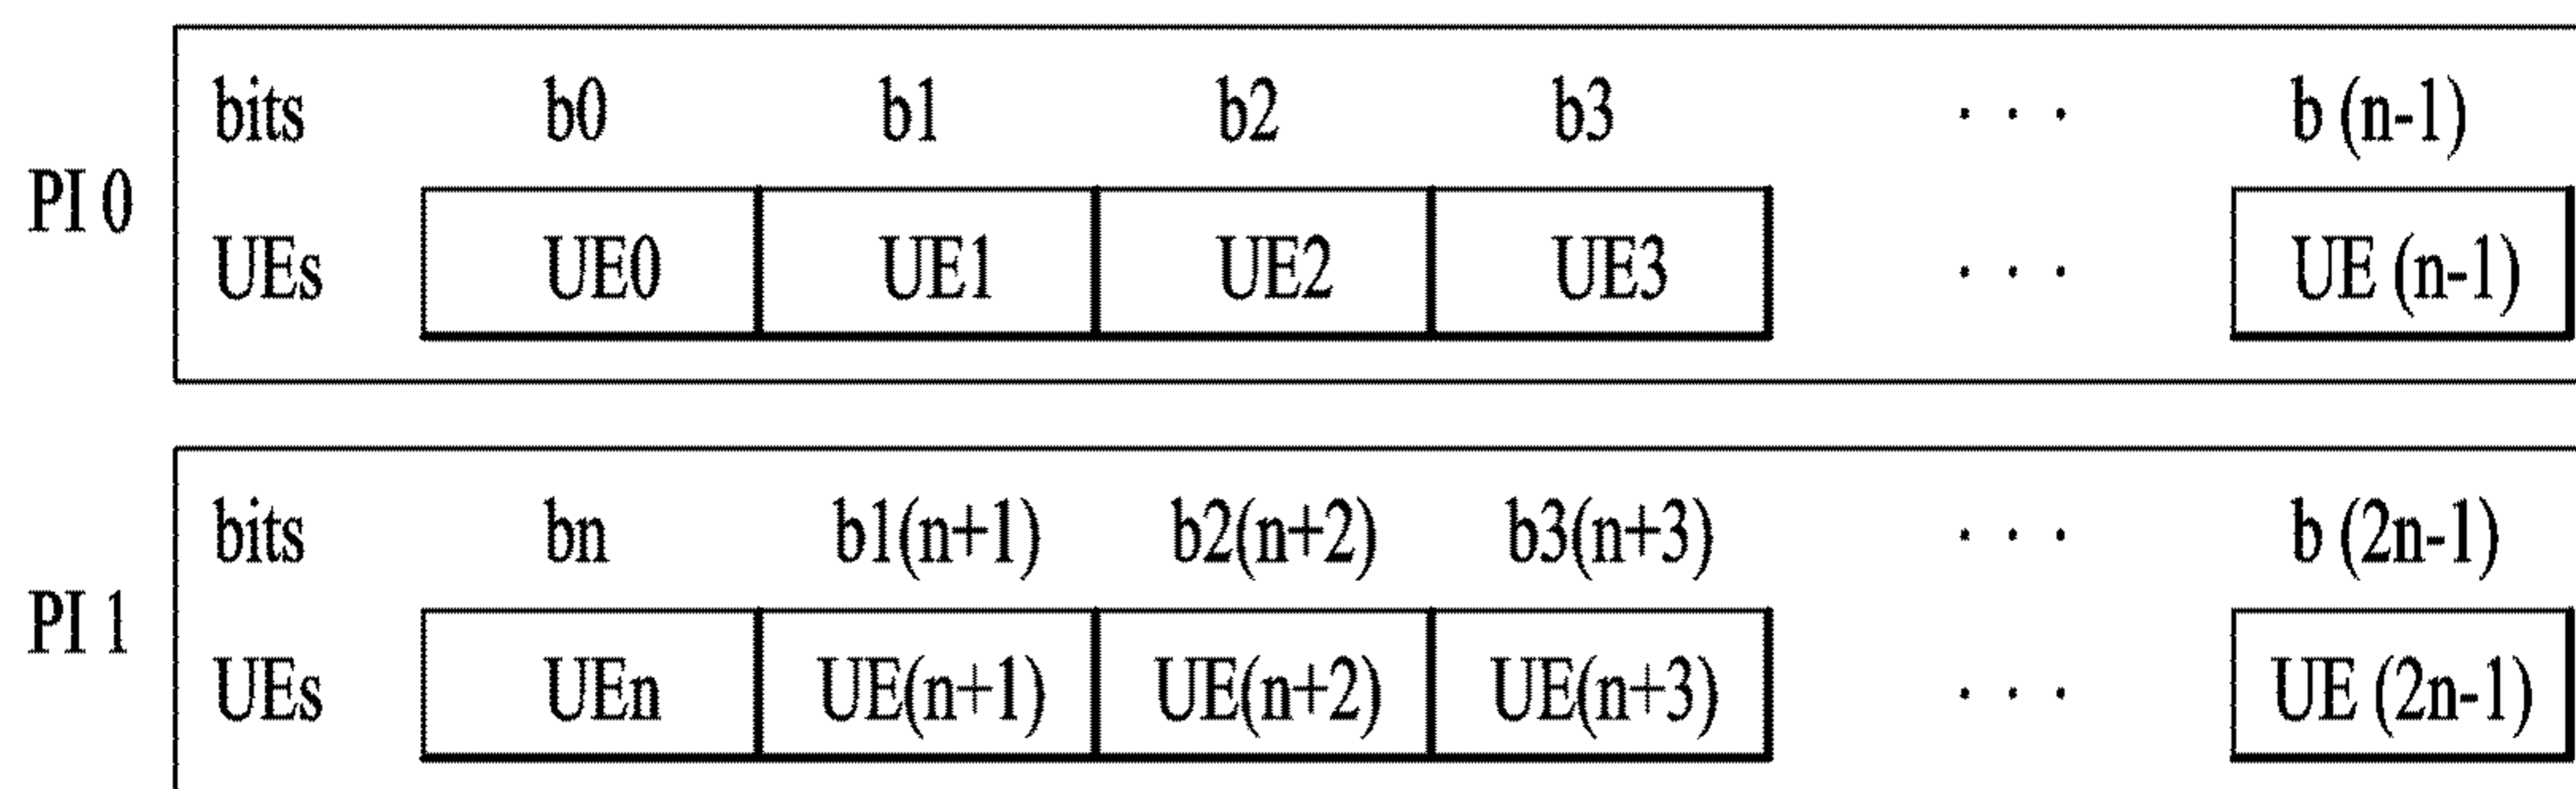 bits b0 b1 b2 b3 . . . b (n-1)
PI 0
UEs UE0 UE1 UE2 UE3 . . . UE (n-1)
bits bn b1(n+1) b2(n+2) b3(n+3) . . . b (2n-1)
PI 1
UEs UEn UE(n+1) UE(n+2) UE(n+3) . . . UE (2n-1)